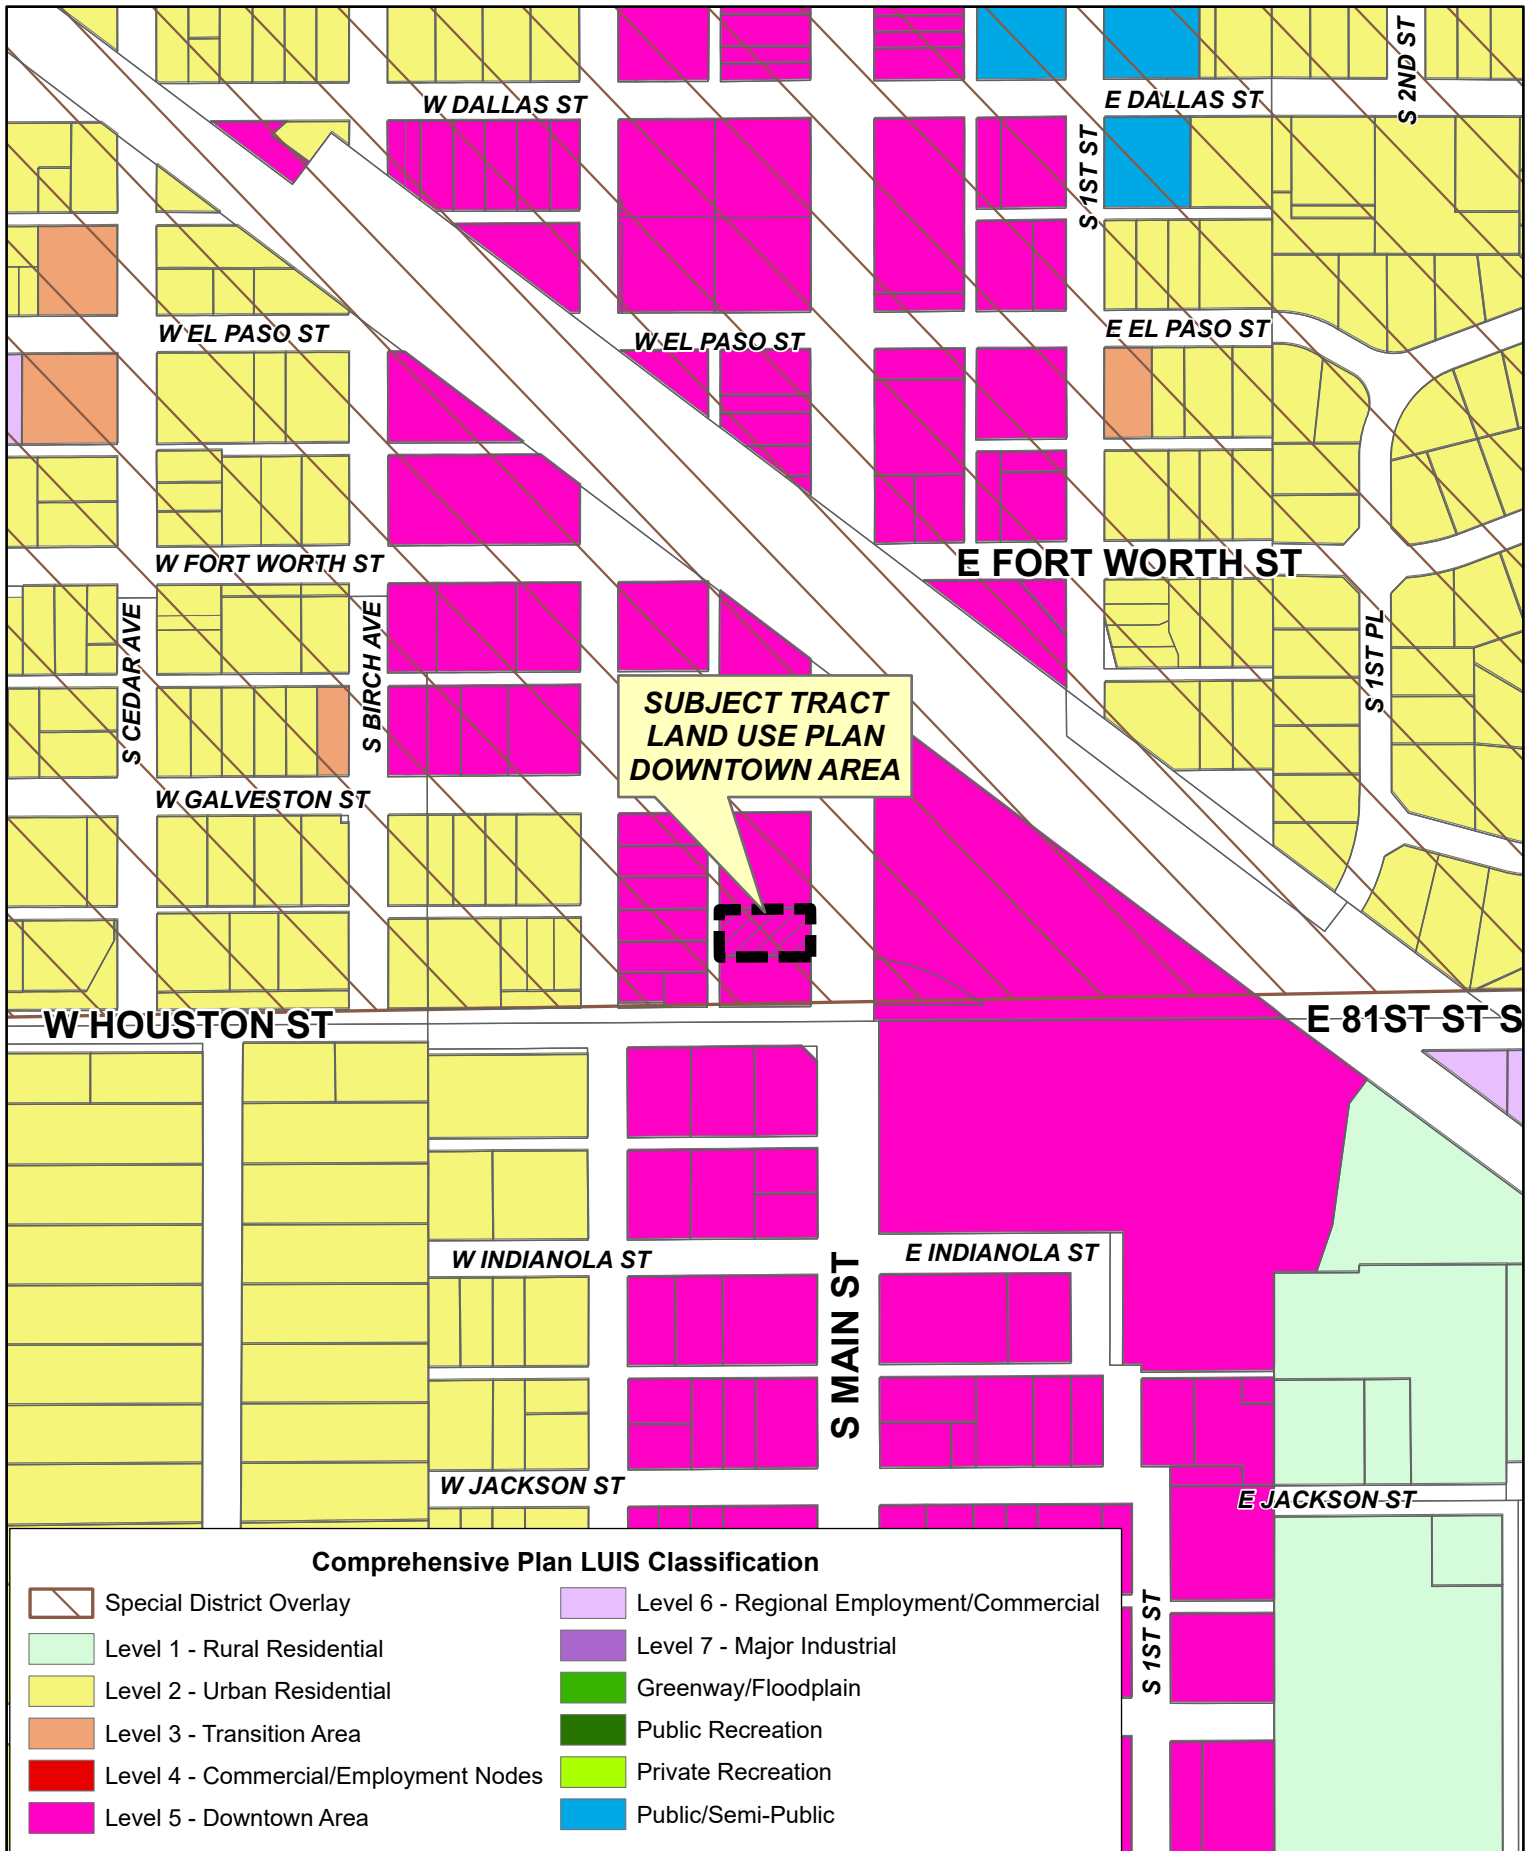 S 2ND ST
W DALLAS ST
E DALLAS ST
S 1ST ST
W EL PASO ST
W EL PASO ST
E EL PASO ST
W FORT WORTH ST
E FORT WORTH ST
S CEDAR AVE
S BIRCH AVE
S 1ST PL
SUBJECT TRACT
LAND USE PLAN
DOWNTOWN AREA
W GALVESTON ST
W HOUSTON ST
E 81ST ST S
W INDIANOLA ST
E INDIANOLA ST
S MAIN ST
W JACKSON ST
E JACKSON ST
S 1ST ST
Comprehensive Plan LUIS Classification
Special District Overlay
Level 1 - Rural Residential
Level 2 - Urban Residential
Level 3 - Transition Area
Level 4 - Commercial/Employment Nodes
Level 5 - Downtown Area
Level 6 - Regional Employment/Commercial
Level 7 - Major Industrial
Greenway/Floodplain
Public Recreation
Private Recreation
Public/Semi-Public